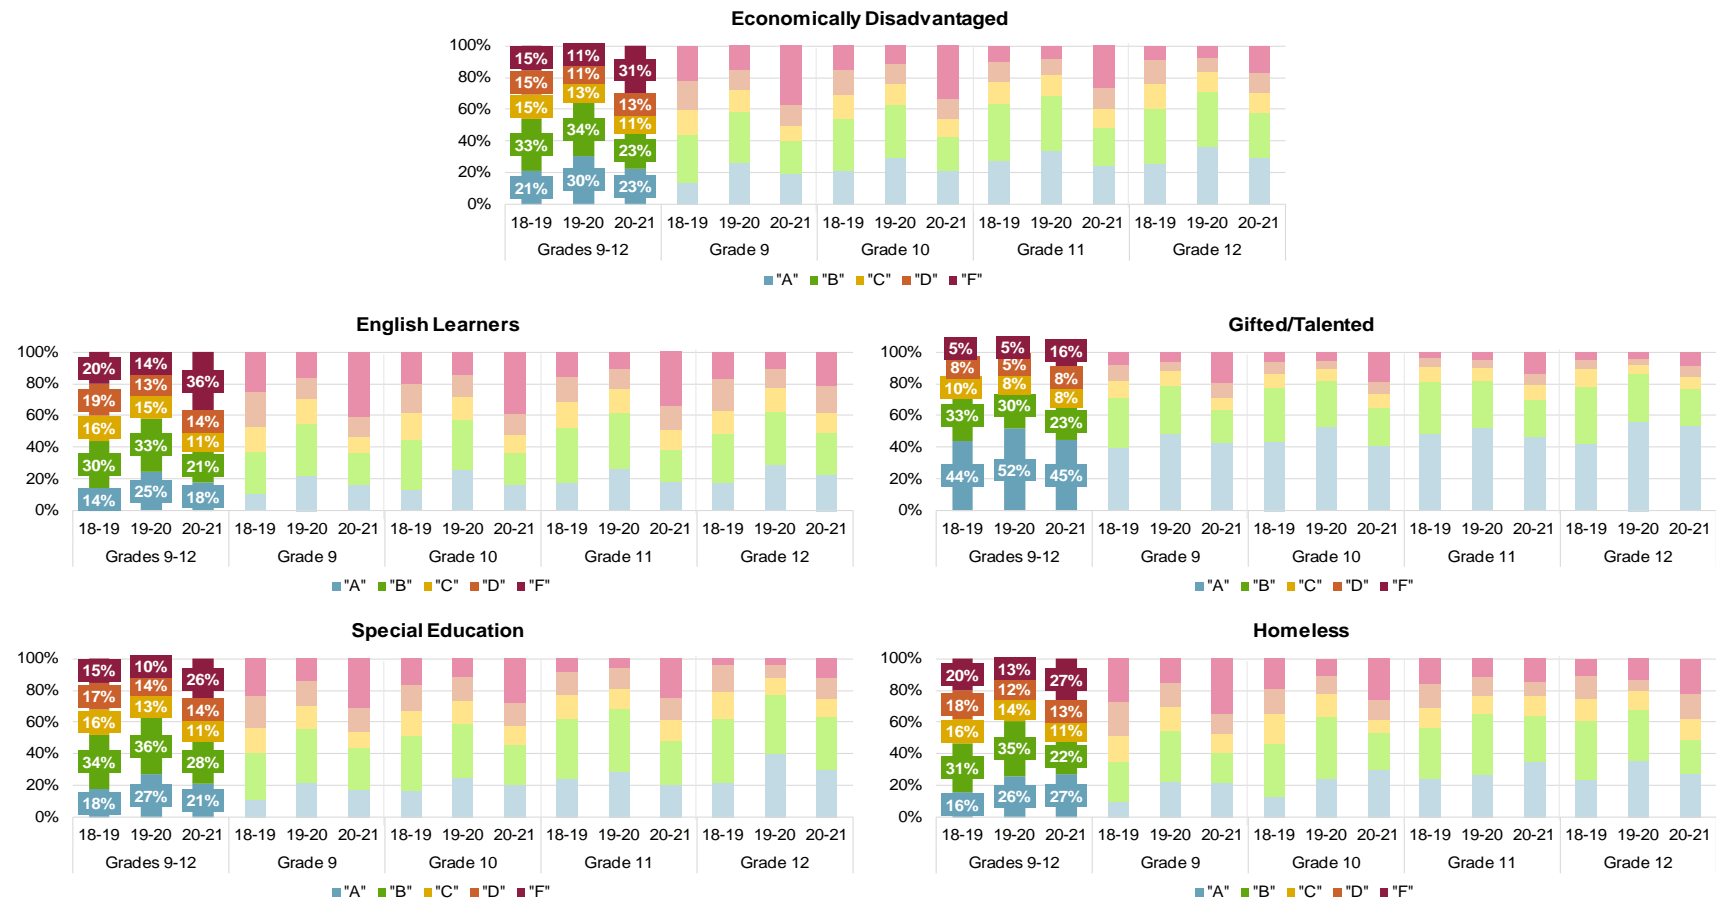 Economically Disadvantaged
100%
80%
60%
40%
20%
0%
15% 11% 31%
15% 11% 13%
15% 13% 11%
33% 34% 23%
21% 30% 23%
18-19 19-20 20-21 18-19 19-20 20-21 18-19 19-20 20-21 18-19 19-20 20-21 18-19 19-20 20-21
Grades 9-12 Grade 9 Grade 10 Grade 11 Grade 12
"A" "B" "C" "D" "F"
English Learners
100%
80%
60%
40%
20%
0%
20% 14% 36%
19% 13% 14%
16% 15% 11%
30% 33% 21%
14% 25% 18%
18-19 19-20 20-21 18-19 19-20 20-21 18-19 19-20 20-21 18-19 19-20 20-21 18-19 19-20 20-21
Grades 9-12 Grade 9 Grade 10 Grade 11 Grade 12
"A" "B" "C" "D" "F"
Gifted/Talented
100%
80%
60%
40%
20%
0%
5% 5% 16%
8% 5% 8%
10% 8% 8%
33% 30% 23%
44% 52% 45%
18-19 19-20 20-21 18-19 19-20 20-21 18-19 19-20 20-21 18-19 19-20 20-21 18-19 19-20 20-21
Grades 9-12 Grade 9 Grade 10 Grade 11 Grade 12
"A" "B" "C" "D" "F"
Special Education
100%
80%
60%
40%
20%
0%
15% 10% 26%
17% 14% 14%
16% 13% 11%
34% 36% 28%
18% 27% 21%
18-19 19-20 20-21 18-19 19-20 20-21 18-19 19-20 20-21 18-19 19-20 20-21 18-19 19-20 20-21
Grades 9-12 Grade 9 Grade 10 Grade 11 Grade 12
"A" "B" "C" "D" "F"
Homeless
100%
80%
60%
40%
20%
0%
20% 13% 27%
18% 12% 13%
16% 14% 11%
31% 35% 22%
16% 26% 27%
18-19 19-20 20-21 18-19 19-20 20-21 18-19 19-20 20-21 18-19 19-20 20-21 18-19 19-20 20-21
Grades 9-12 Grade 9 Grade 10 Grade 11 Grade 12
"A" "B" "C" "D" "F"